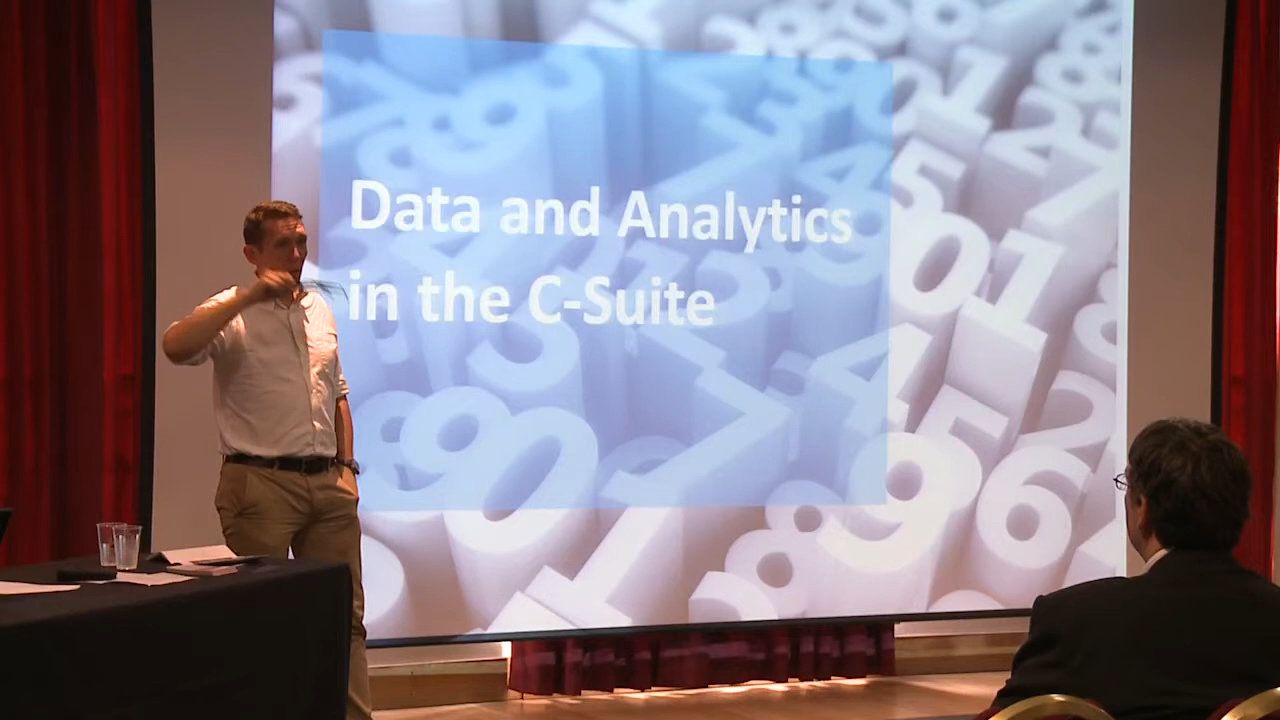 Data and Analytics
in the C-Suite